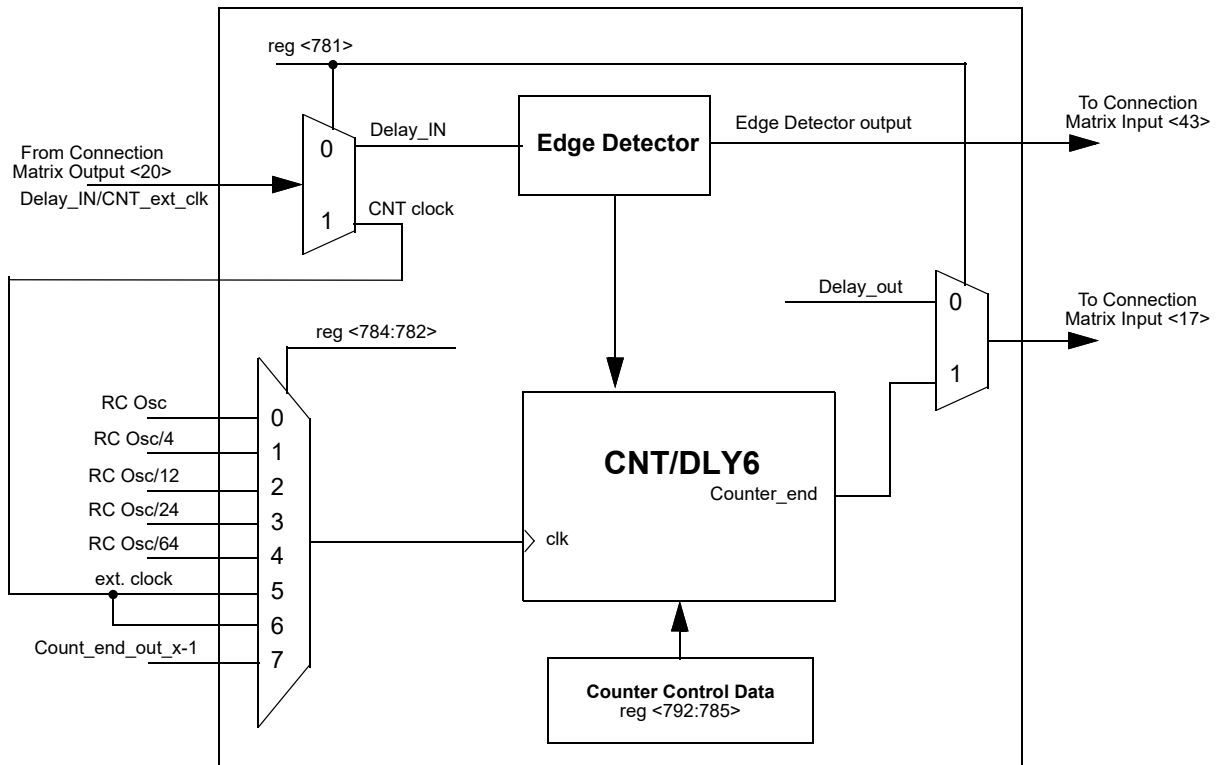 reg <781>
From Connection
Matrix Output <20>
Delay_IN/CNT_ext_clk
0
1
Delay_IN
CNT clock
Edge Detector
Edge Detector output
To Connection
Matrix Input <43>
Delay_out
0
1
To Connection
Matrix Input <17>
reg <784:782>
RC Osc
RC Osc/4
RC Osc/12
RC Osc/24
RC Osc/64
ext. clock
Count_end_out_x-1
0
1
2
3
4
5
6
7
CNT/DLY6
Counter_end
clk
Counter Control Data
reg <792:785>